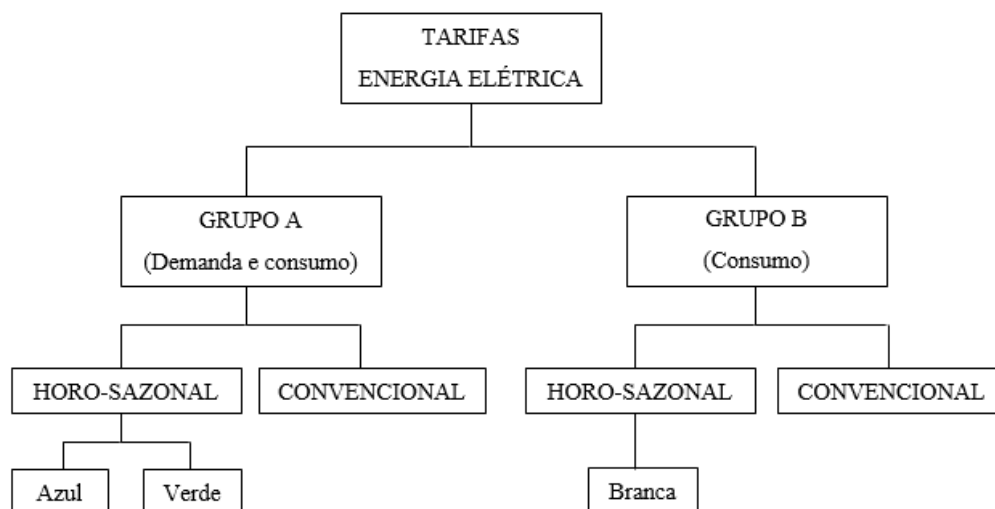 TARIFAS
ENERGIA ELÉTRICA
GRUPO A
(Demanda e consumo)
GRUPO B
(Consumo)
HORO-SAZONAL
CONVENCIONAL
HORO-SAZONAL
CONVENCIONAL
Azul
Verde
Branca